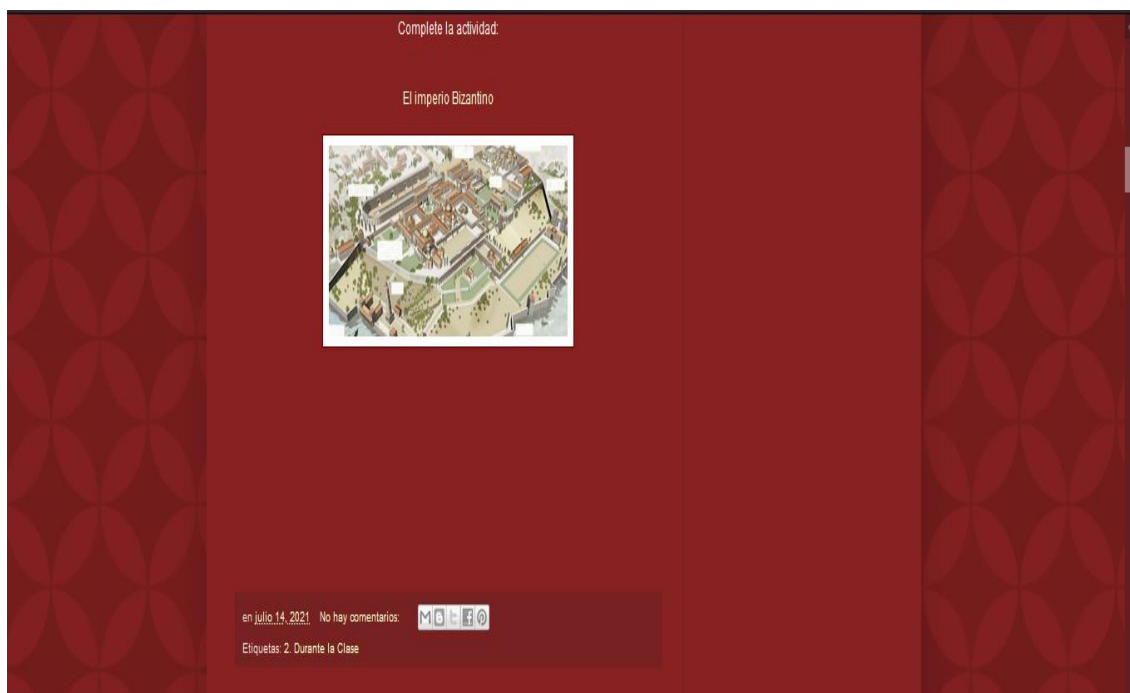 Complete la actividad:
El imperio Bizantino
en julio 14, 2021 No hay comentarios:
Etiquetas: 2. Durante la Clase